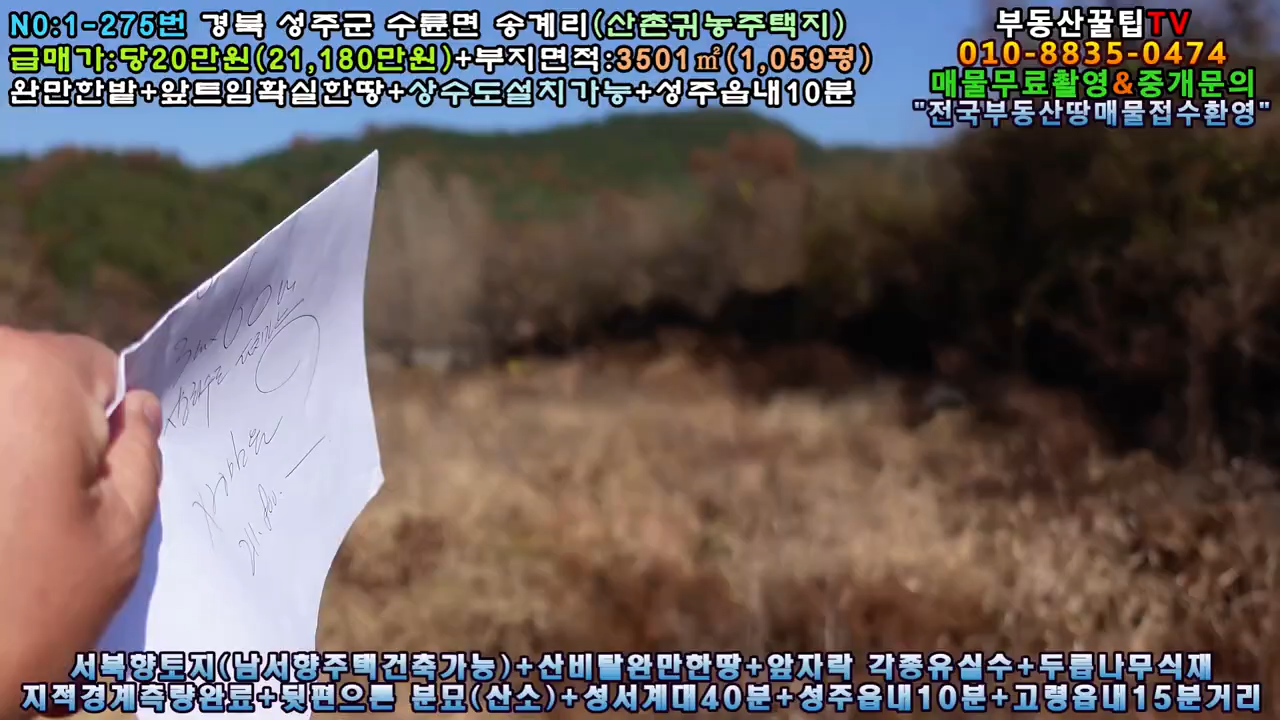 NO:1-275번 경북 성주군 수륜면 송계리(산촌귀농주택지)
급매가:당20만원(21,180만원)+부지면적:3501㎡(1,059평)
완만한밭+앞트임확실한땅+상수도설치가능+성주읍내10분
부동산꿀팁TV
010-8835-0474
매물무료촬영&중개문의
"전국부동산땅매물접수환영"
서북향토지(남서향주택건축가능)+산비탈완만한땅+앞자락 각종유실수+두릅나무식재
지적경계측량완료+뒷편으론 분묘(산소)+성서계대40분+성주읍내10분+고령읍내15분거리